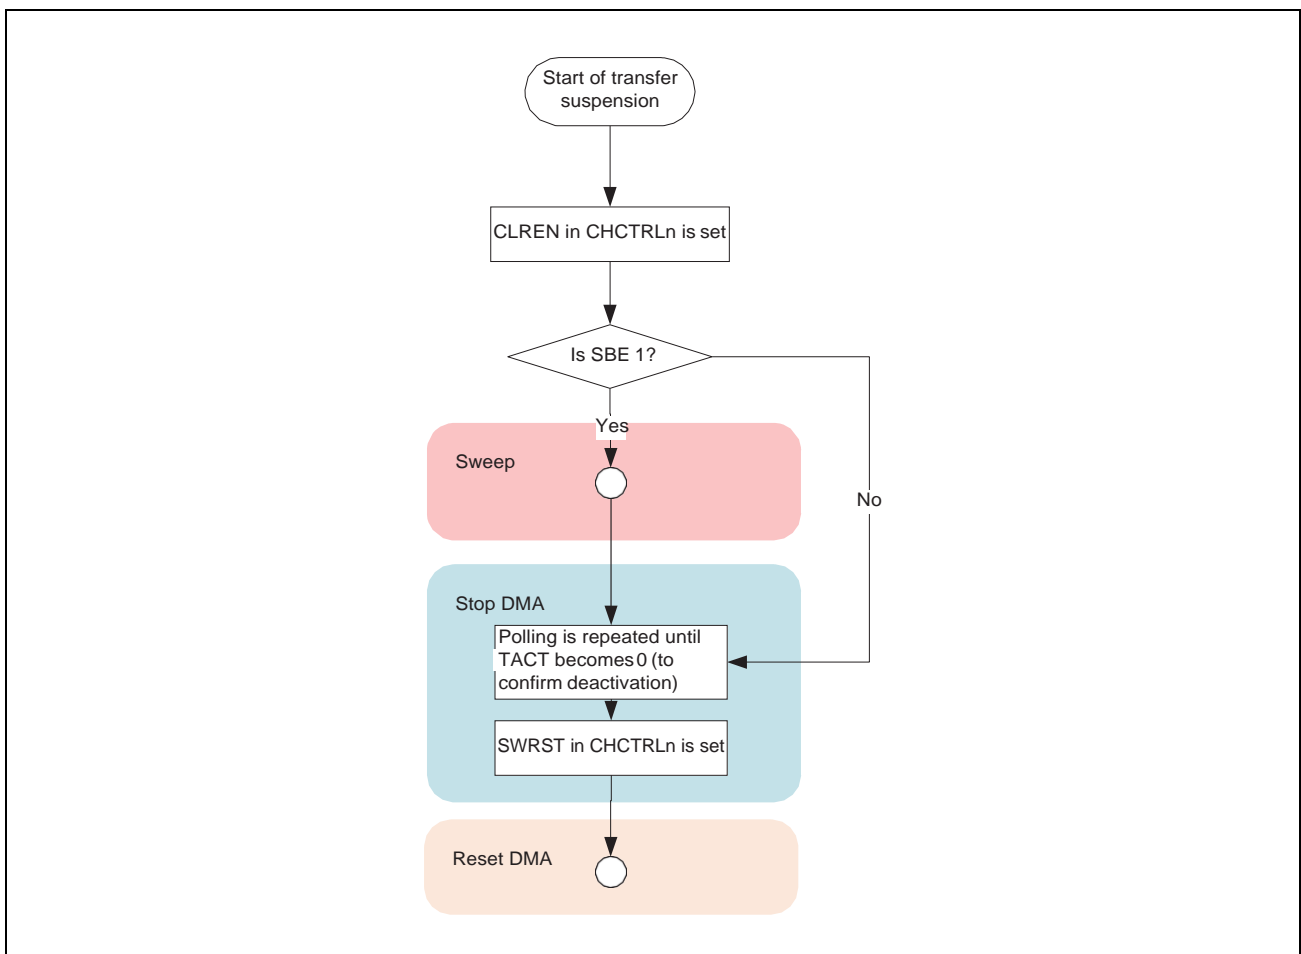 Start of transfer
suspension
CLREN in CHCTRLn is set
Is SBE 1?
Yes
Sweep
No
Stop DMA
Polling is repeated until
TACT becomes 0 (to
confirm deactivation)
SWRST in CHCTRLn is set
Reset DMA